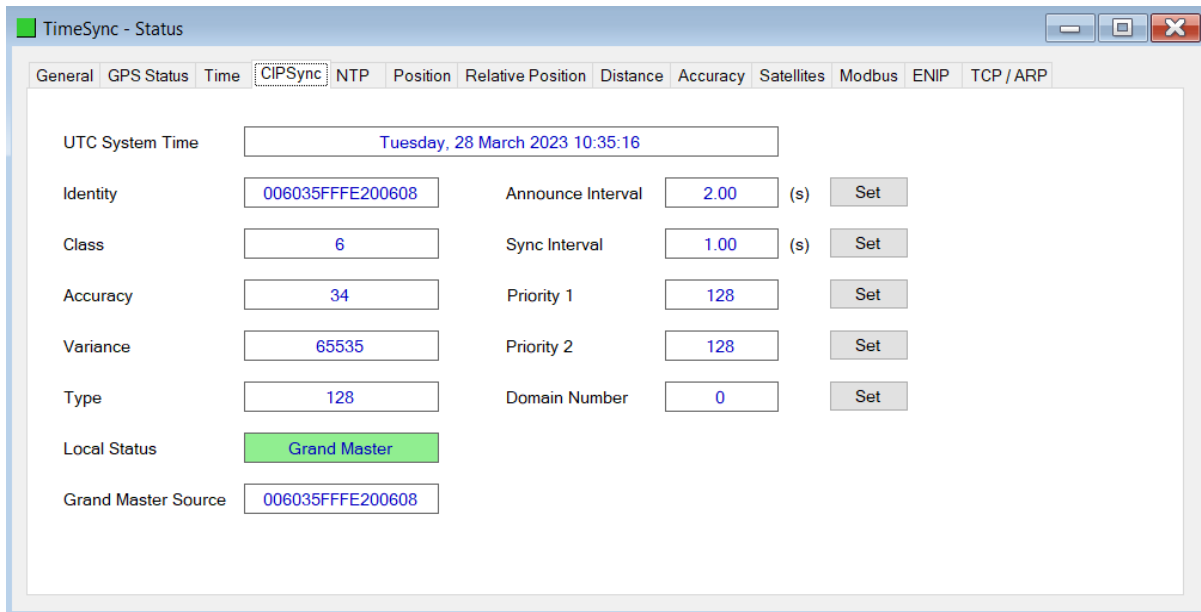 TimeSync - Status
General GPS Status Time CIPSync NTP Position Relative Position Distance Accuracy Satellites Modbus ENIP TCP / ARP
UTC System Time Tuesday, 28 March 2023 10:35:16
Identity 006035FFFE200608 Announce Interval 2.00 (s) Set
Class 6 Sync Interval 1.00 (s) Set
Accuracy 34 Priority 1 128 Set
Variance 65535 Priority 2 128 Set
Type 128 Domain Number 0 Set
Local Status Grand Master
Grand Master Source 006035FFFE200608